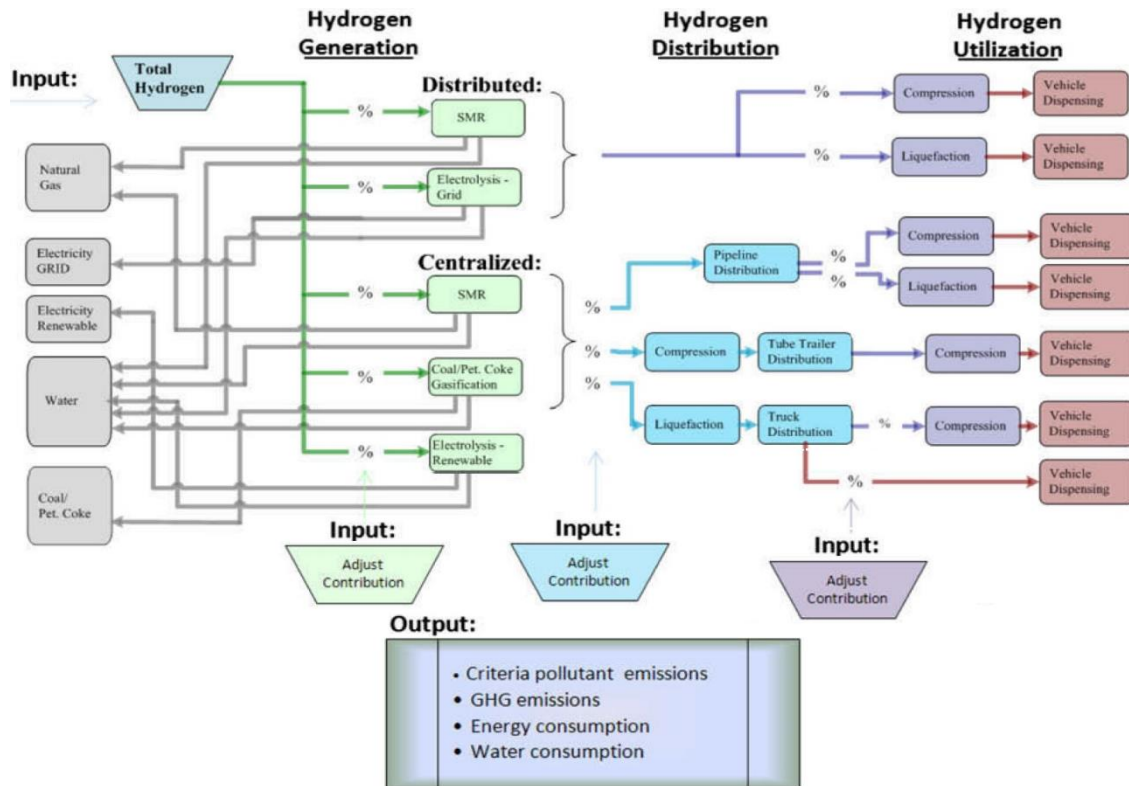 Hydrogen
Generation
Hydrogen
Distribution
Hydrogen
Utilization
Input:
Total
Hydrogen
Distributed:
%
SMR
%
Electrolysis -
Grid
Centralized:
%
SMR
%
Coal/Pet. Coke
Gasification
%
Electrolysis -
Renewable
Natural
Gas
Electricity
GRID
Electricity
Renewable
Water
Coal/
Pet. Coke
%
Compression
Vehicle
Dispensing
%
Liquefaction
Vehicle
Dispensing
%
Pipeline
Distribution
%
Compression
Vehicle
Dispensing
%
Liquefaction
Vehicle
Dispensing
%
Compression
Tube Trailer
Distribution
Compression
Vehicle
Dispensing
%
Liquefaction
Truck
Distribution
%
Compression
Vehicle
Dispensing
%
Vehicle
Dispensing
Input:
Adjust
Contribution
Input:
Adjust
Contribution
Input:
Adjust
Contribution
Output:
• Criteria pollutant emissions
• GHG emissions
• Energy consumption
• Water consumption